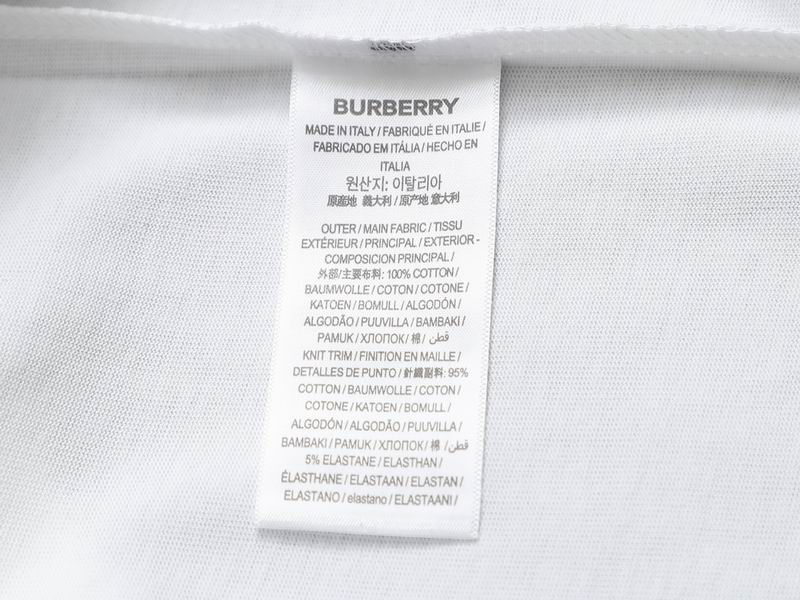 BURBERRY
MADE IN ITALY / FABRIQUÉ EN ITALIE /
FABRICADO EM ITÁLIA / HECHO EN
ITALIA
원산지: 이탈리아
原産地 義大利 / 原产地 意大利
OUTER / MAIN FABRIC / TISSU
EXTÉRIEUR / PRINCIPAL / EXTERIOR -
COMPOSICION PRINCIPAL /
外部/主要布料: 100% COTTON /
BAUMWOLLE / COTON / COTONE /
KATOEN / BOMULL / ALGODÓN /
ALGODÃO / PUUVILLA / BAMBAKI /
PAMUK / ХЛОПОК / 棉 / قطن
KNIT TRIM / FINITION EN MAILLE /
DETALLES DE PUNTO / 針織副料: 95%
COTTON / BAUMWOLLE / COTON /
COTONE / KATOEN / BOMULL /
ALGODÓN / ALGODÃO / PUUVILLA /
BAMBAKI / PAMUK / ХЛОПОК / 棉 / قطن
5% ELASTANE / ELASTHAN /
ÉLASTHANE / ELASTAAN / ELASTAN /
ELASTANO / elastano / ELASTAANI /